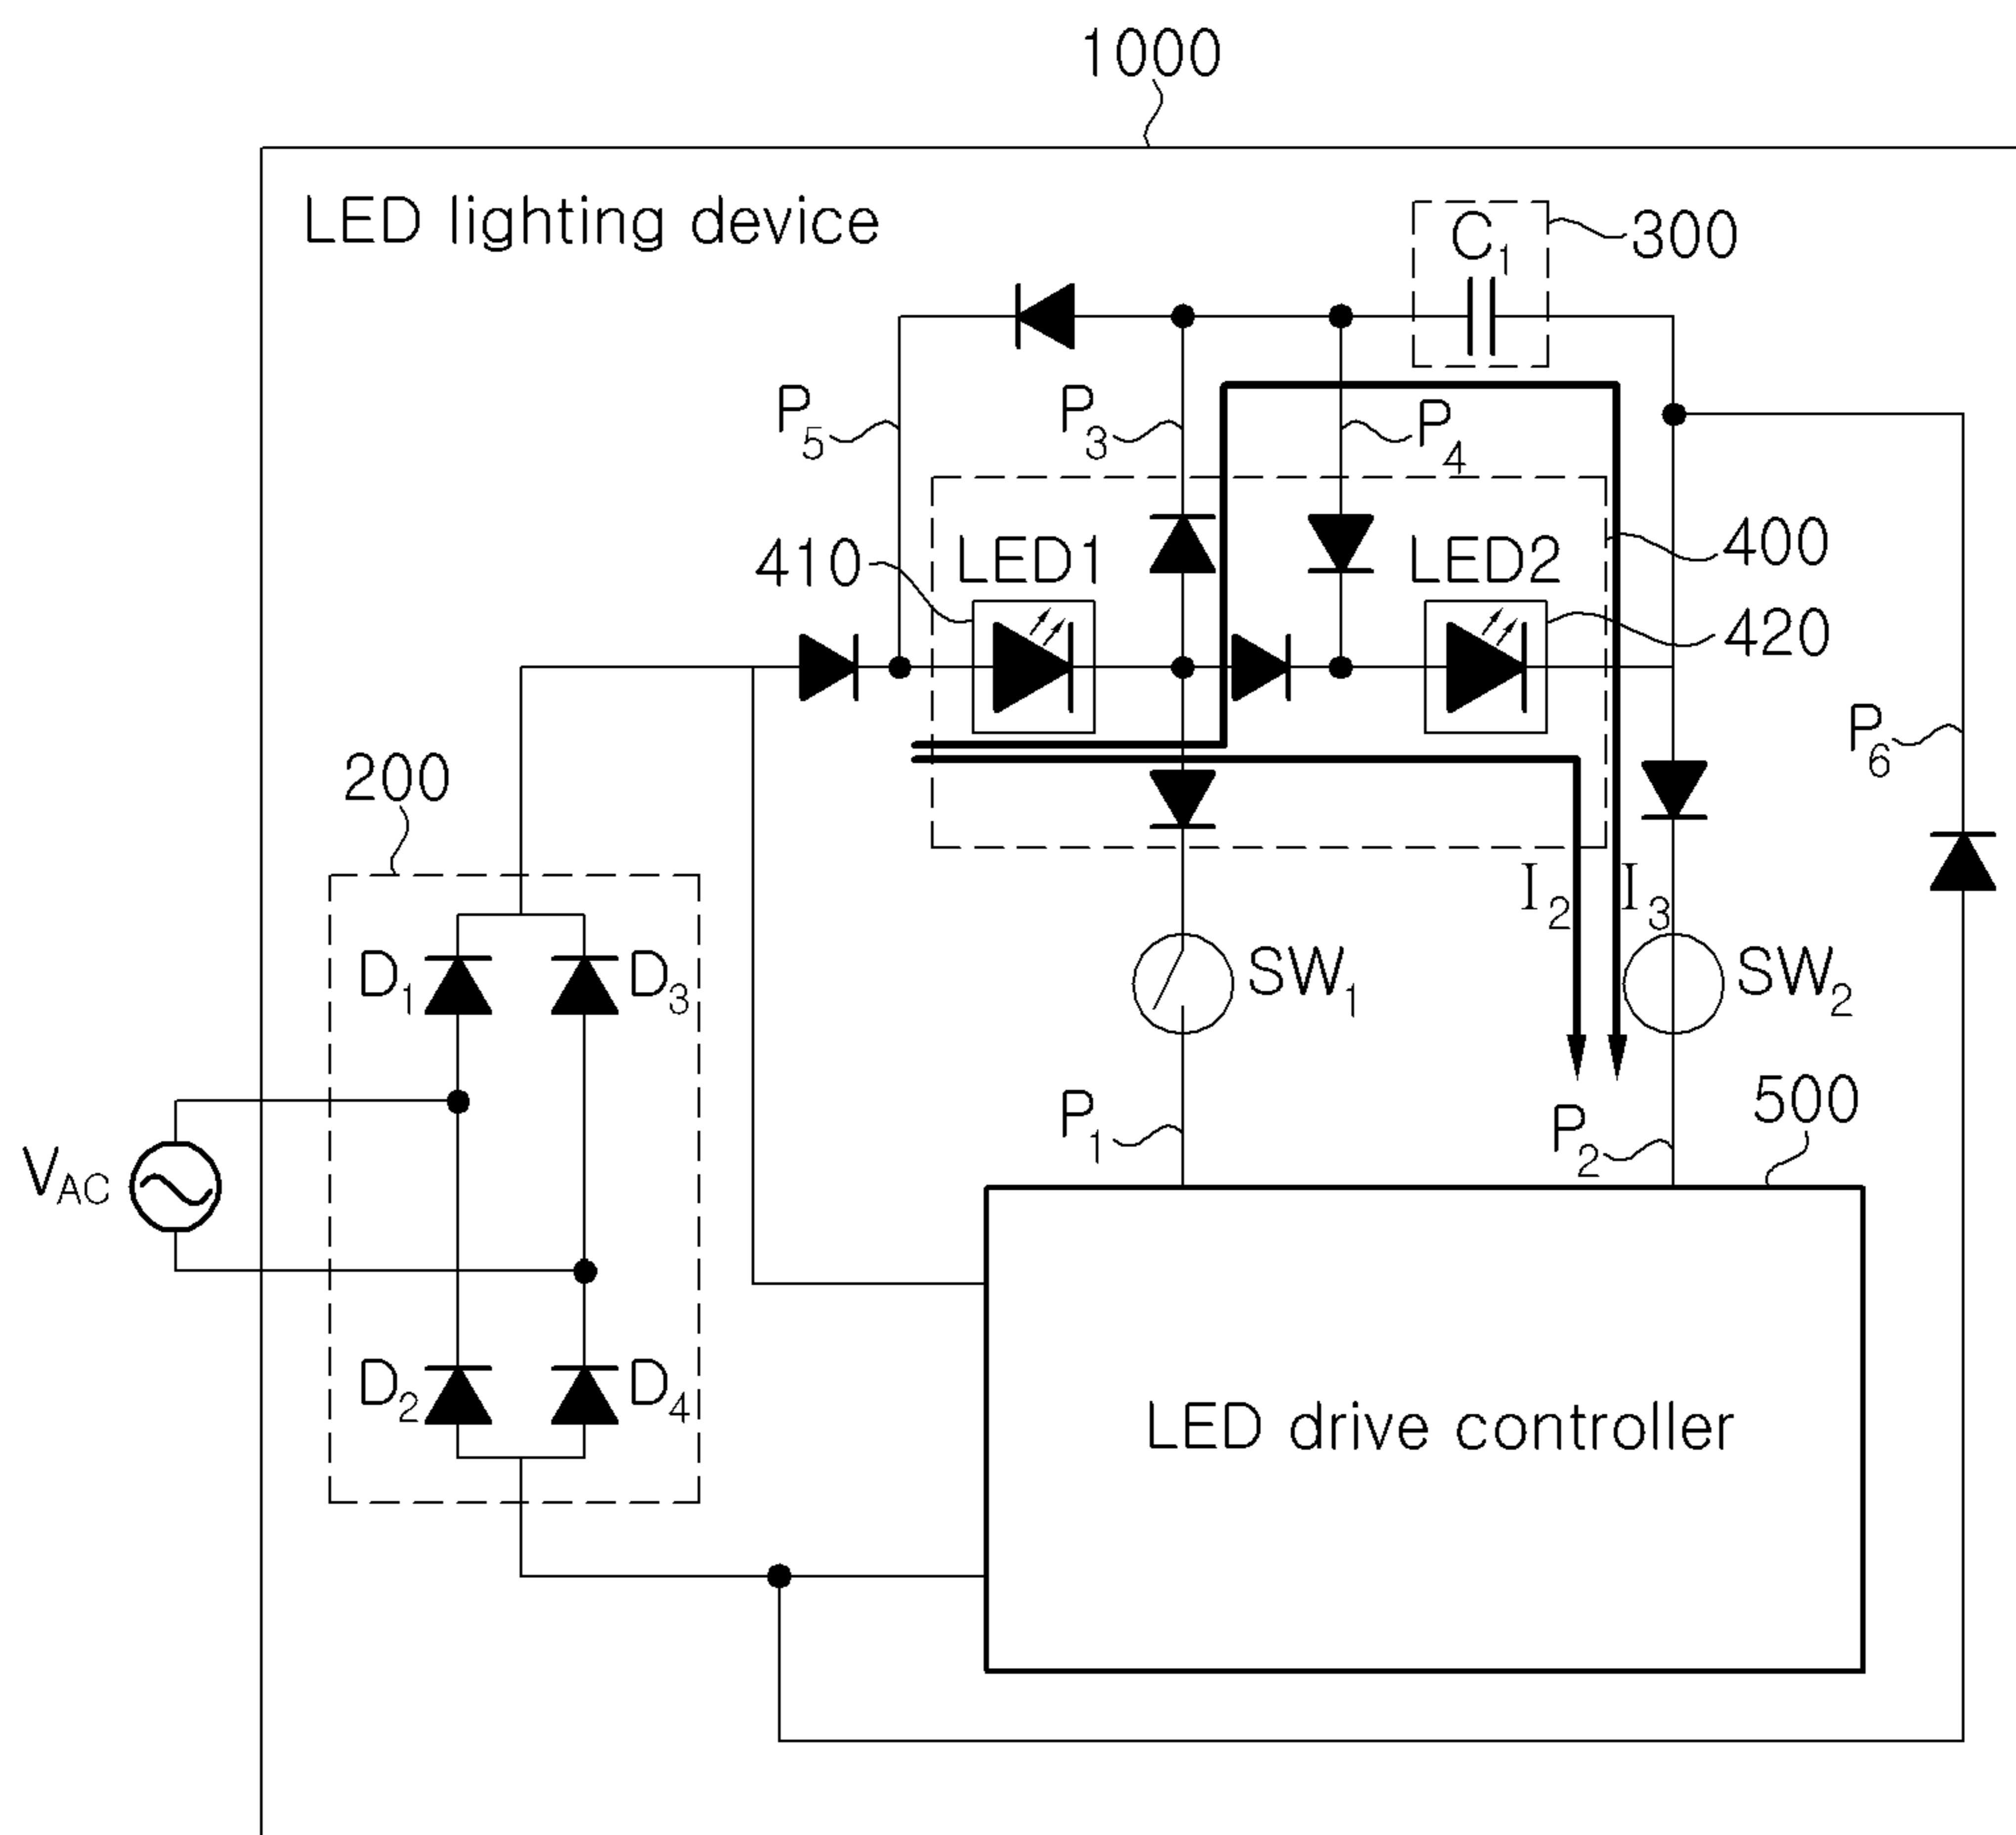 1000
LED lighting device
C1
300
P5
P3
P4
410
LED1
LED2
400
420
P6
200
I2
I3
D1
D3
SW1
SW2
P1
P2
500
VAC
D2
D4
LED drive controller